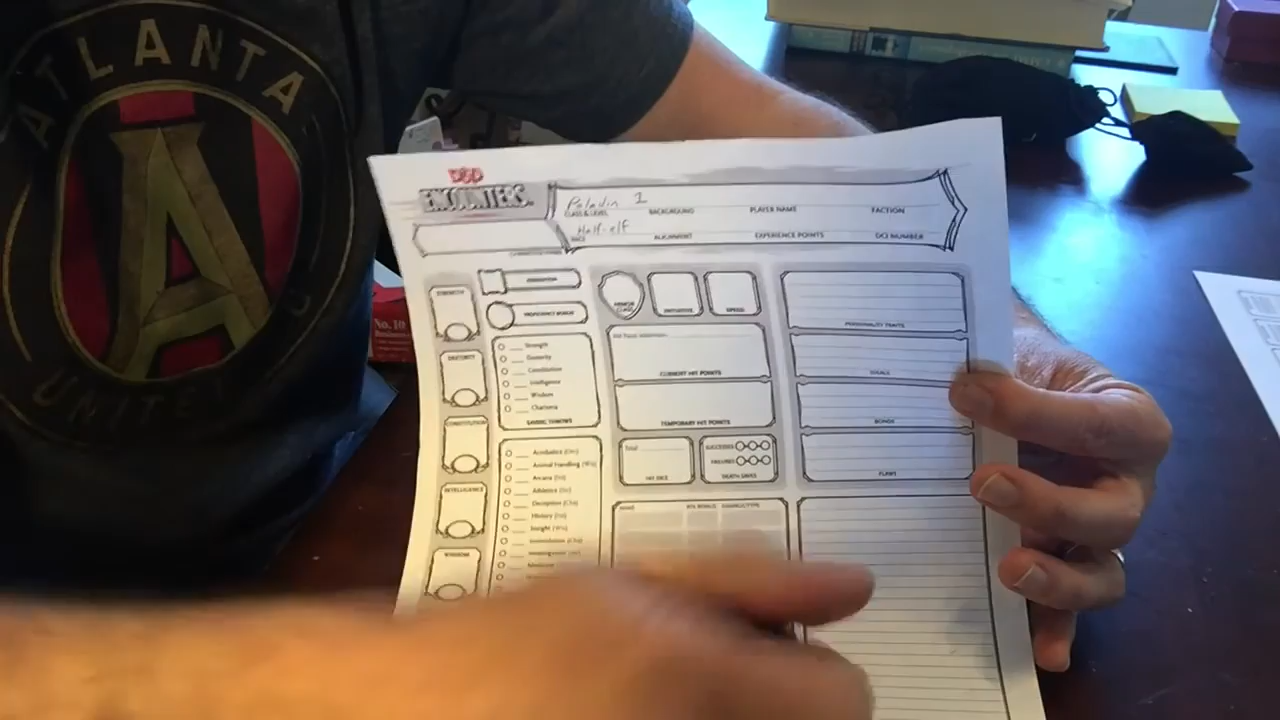 ATLANTA
A
UNITED FC
No. 10
D&D
ENCOUNTERS
Paladin 1
CLASS & LEVEL
BACKGROUND
PLAYER NAME
FACTION
Half-elf
RACE
ALIGNMENT
EXPERIENCE POINTS
DCI NUMBER
STRENGTH
DEXTERITY
CONSTITUTION
INTELLIGENCE
WISDOM
INSPIRATION
PROFICIENCY BONUS
Strength
Dexterity
Constitution
Intelligence
Wisdom
Charisma
SAVING THROWS
Acrobatics (Dex)
Animal Handling (Wis)
Arcana (Int)
Athletics (Str)
Deception (Cha)
History (Int)
Insight (Wis)
Intimidation (Cha)
Investigation (Int)
Medicine
ARMOR CLASS
INITIATIVE
SPEED
Hit Point Maximum
CURRENT HIT POINTS
TEMPORARY HIT POINTS
Total
HIT DICE
SUCCESSES
FAILURES
DEATH SAVES
NAME
ATK BONUS
DAMAGE/TYPE
PERSONALITY TRAITS
IDEALS
BONDS
FLAWS